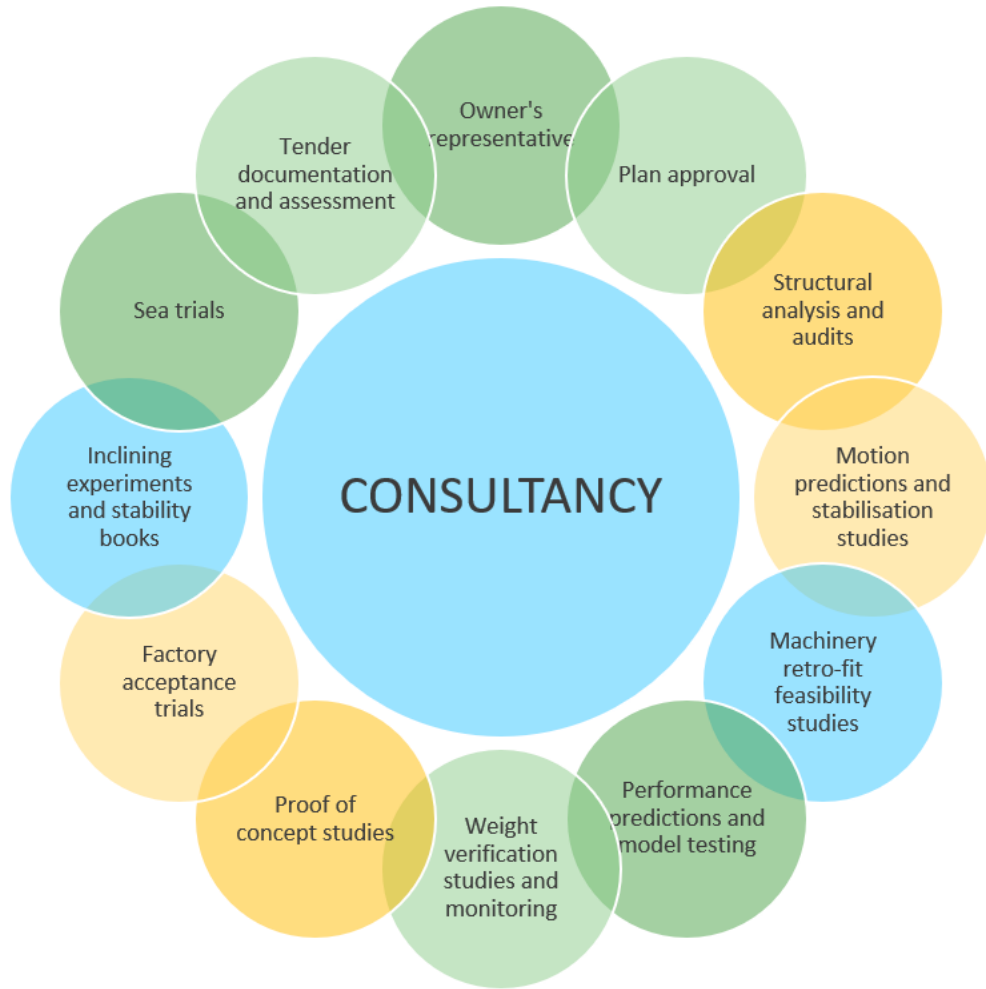 Owner's
representative
Plan approval
Structural
analysis and
audits
Motion
predictions and
stabilisation
studies
Machinery
retro-fit
feasibility
studies
Performance
predictions and
model testing
Weight
verification
studies and
monitoring
Proof of
concept studies
Factory
acceptance
trials
Inclining
experiments
and stability
books
Sea trials
Tender
documentation
and assessment
CONSULTANCY